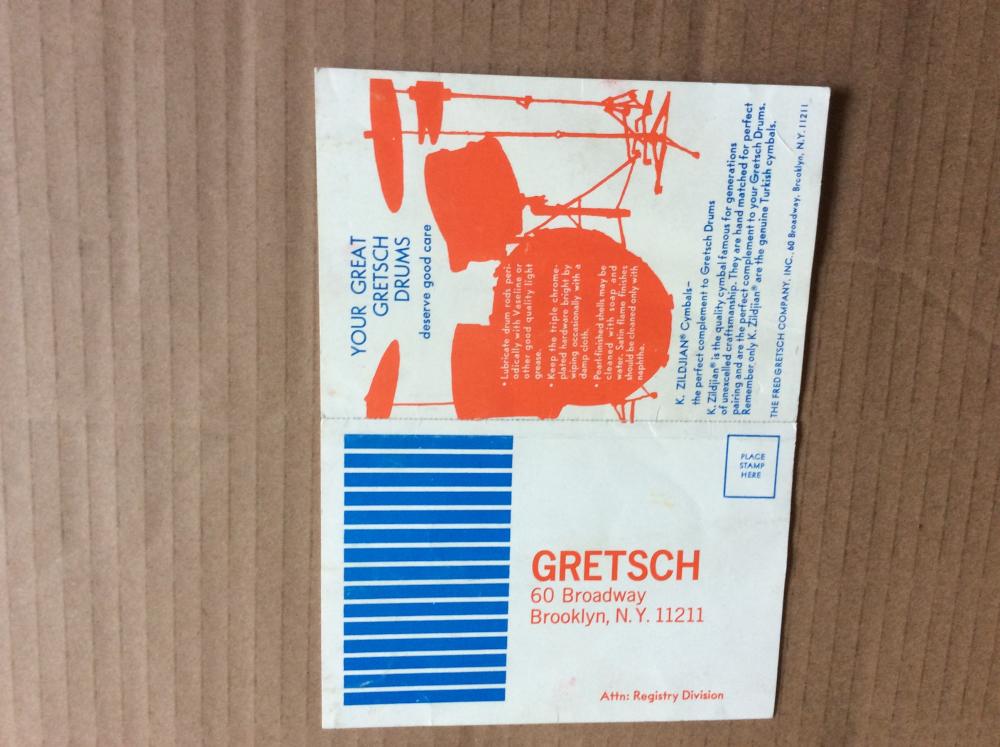 YOUR GREAT
GRETSCH
DRUMS
deserve good care
• Lubricate drum rods peri-
odically with Vaseline or
other good quality light
grease.
• Keep the triple chrome-
plated hardware bright by
wiping occasionally with a
damp cloth.
• Pearl-finished shells may be
cleaned with soap and
water. Satin flame finishes
should be cleaned only with
naptha.
K. ZILDJIAN® Cymbals–
the perfect complement to Gretsch Drums
K. Zildjian® is the quality cymbal famous for generations
of unexcelled craftsmanship. They are hand matched for perfect
pairing and are the perfect complement to your Gretsch Drums.
Remember only K. Zildjian® are the genuine Turkish cymbals.
THE FRED GRETSCH COMPANY, INC., 60 Broadway, Brooklyn, N.Y. 11211
PLACE
STAMP
HERE
GRETSCH
60 Broadway
Brooklyn, N.Y. 11211
Attn: Registry Division